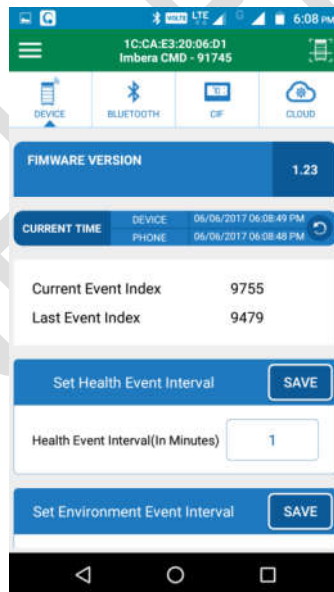 VOLTE LTE G 6:08 PM
1C:CA:E3:20:06:D1
Imbera CMD - 91745
DEVICE BLUETOOTH CIF CLOUD
FIMWARE VERSION 1.23
CURRENT TIME DEVICE 06/06/2017 06:08:49 PM
PHONE 06/06/2017 06:08:48 PM
Current Event Index 9755
Last Event Index 9479
Set Health Event Interval SAVE
Health Event Interval(In Minutes) 1
Set Environment Event Interval SAVE